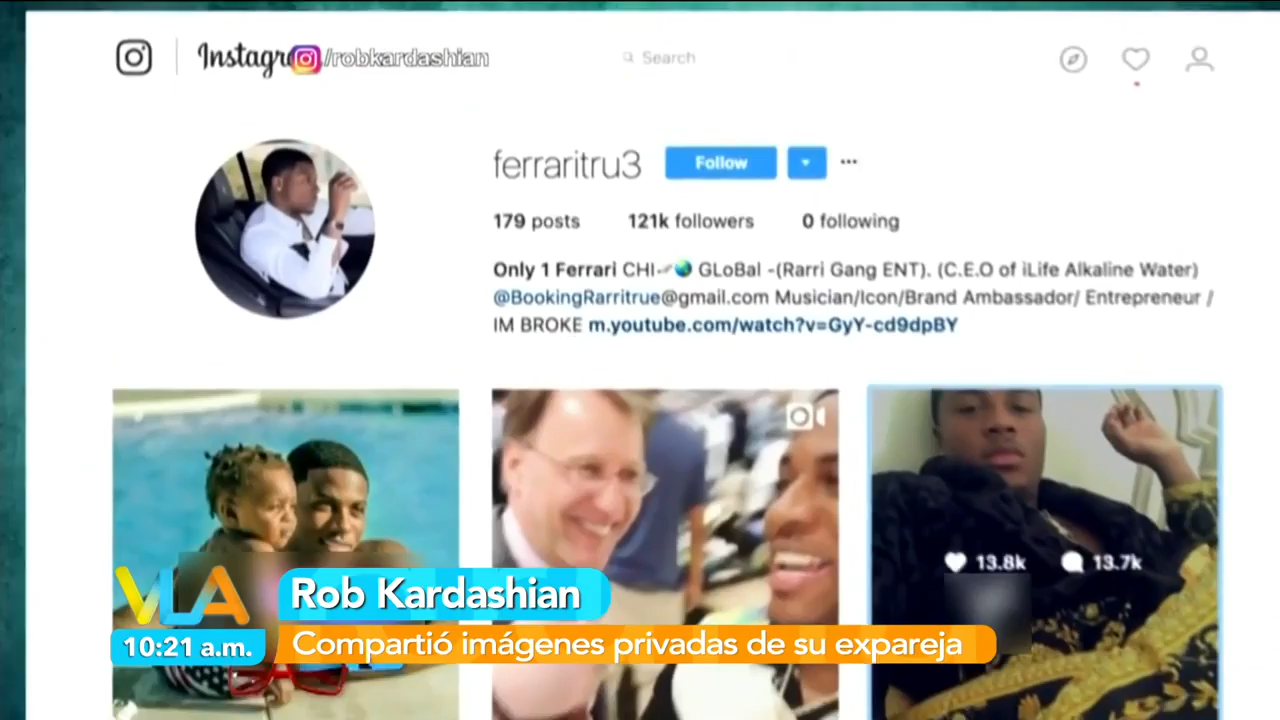 Instagr
/robkardashian
Search
ferraritru3
Follow
179 posts 121k followers 0 following
Only 1 Ferrari CHI GLoBal -(Rarri Gang ENT). (C.E.O of iLife Alkaline Water)
@BookingRarritrue@gmail.com Musician/Icon/Brand Ambassador/ Entrepreneur /
IM BROKE m.youtube.com/watch?v=GyY-cd9dpBY
13.8k 13.7k
VLA
10:21 a.m.
Rob Kardashian
Compartió imágenes privadas de su expareja